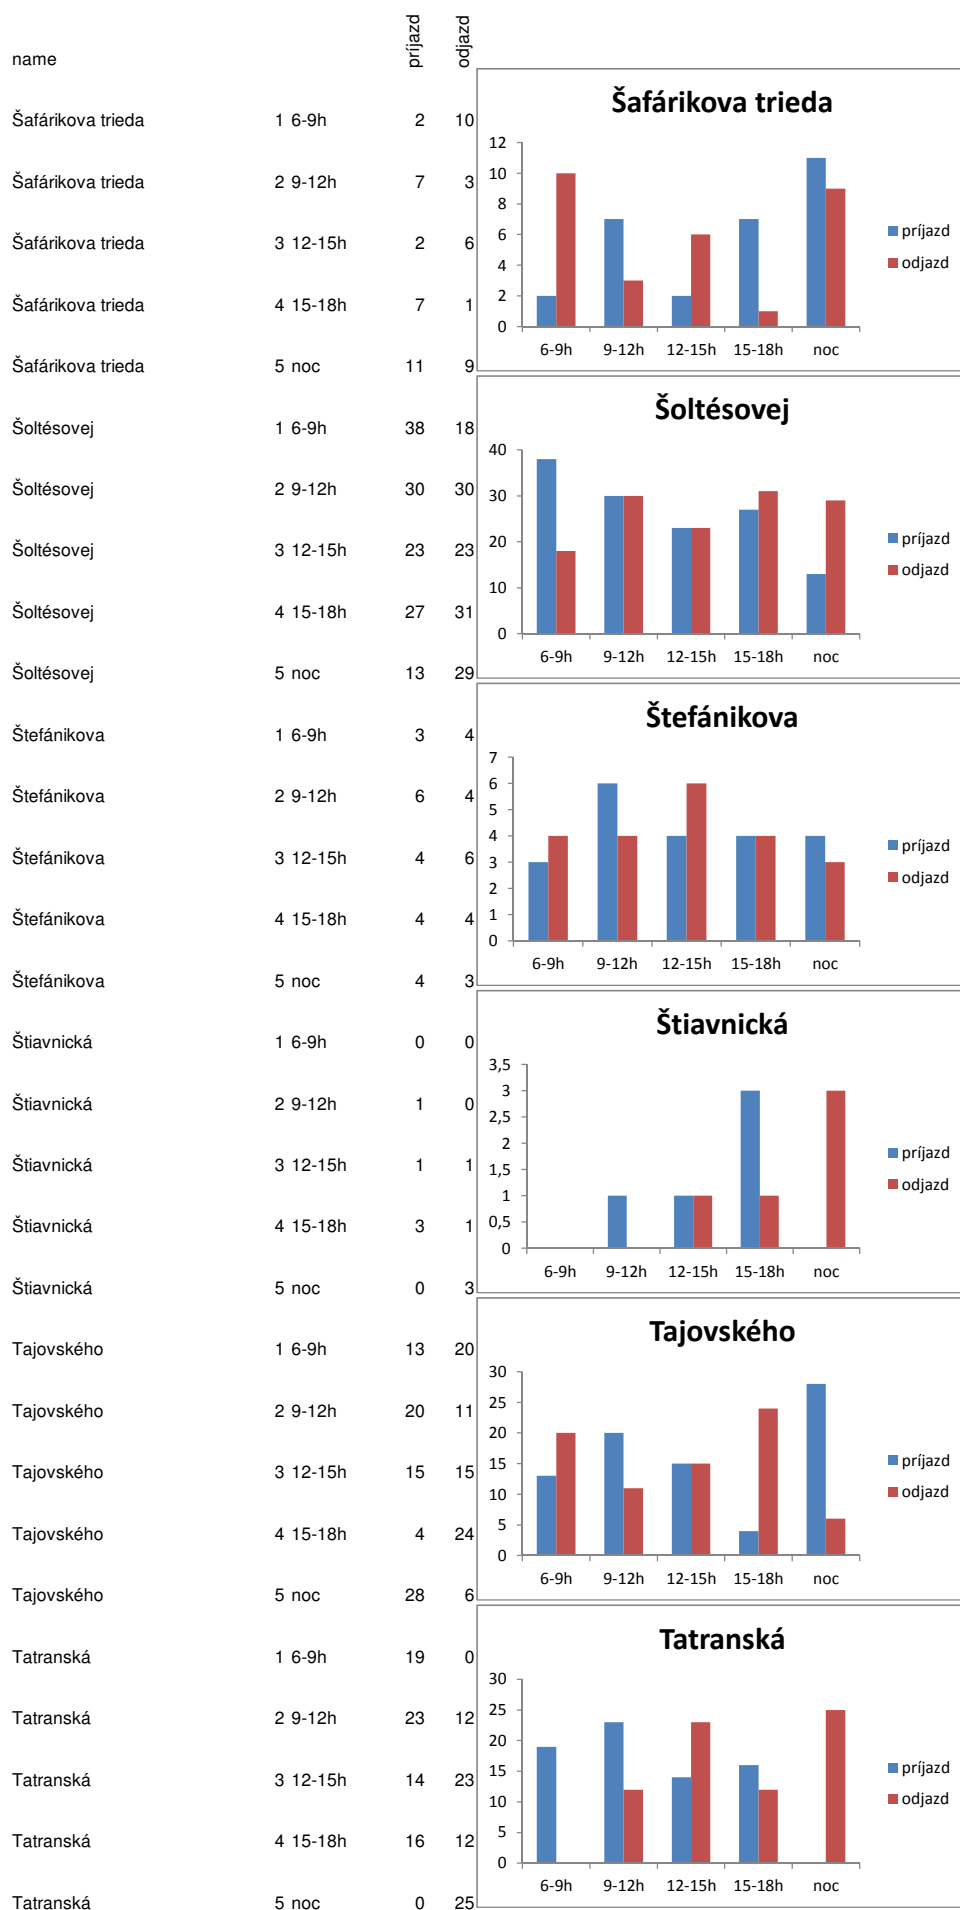 name príjazd odjazd
Šafárikova trieda 1 6-9h 2 10
Šafárikova trieda 2 9-12h 7 3
Šafárikova trieda 3 12-15h 2 6
Šafárikova trieda 4 15-18h 7 1
Šafárikova trieda 5 noc 11 9
Šoltésovej 1 6-9h 38 18
Šoltésovej 2 9-12h 30 30
Šoltésovej 3 12-15h 23 23
Šoltésovej 4 15-18h 27 31
Šoltésovej 5 noc 13 29
Štefánikova 1 6-9h 3 4
Štefánikova 2 9-12h 6 4
Štefánikova 3 12-15h 4 6
Štefánikova 4 15-18h 4 4
Štefánikova 5 noc 4 3
Štiavnická 1 6-9h 0 0
Štiavnická 2 9-12h 1 0
Štiavnická 3 12-15h 1 1
Štiavnická 4 15-18h 3 1
Štiavnická 5 noc 0 3
Tajovského 1 6-9h 13 20
Tajovského 2 9-12h 20 11
Tajovského 3 12-15h 15 15
Tajovského 4 15-18h 4 24
Tajovského 5 noc 28 6
Tatranská 1 6-9h 19 0
Tatranská 2 9-12h 23 12
Tatranská 3 12-15h 14 23
Tatranská 4 15-18h 16 12
Tatranská 5 noc 0 25
Šafárikova trieda
12
10
8
6
4
2
0
6-9h 9-12h 12-15h 15-18h noc
príjazd
odjazd
Šoltésovej
40
30
20
10
0
6-9h 9-12h 12-15h 15-18h noc
príjazd
odjazd
Štefánikova
7
6
5
4
3
2
1
0
6-9h 9-12h 12-15h 15-18h noc
príjazd
odjazd
Štiavnická
3,5
3
2,5
2
1,5
1
0,5
0
6-9h 9-12h 12-15h 15-18h noc
príjazd
odjazd
Tajovského
30
25
20
15
10
5
0
6-9h 9-12h 12-15h 15-18h noc
príjazd
odjazd
Tatranská
30
25
20
15
10
5
0
6-9h 9-12h 12-15h 15-18h noc
príjazd
odjazd